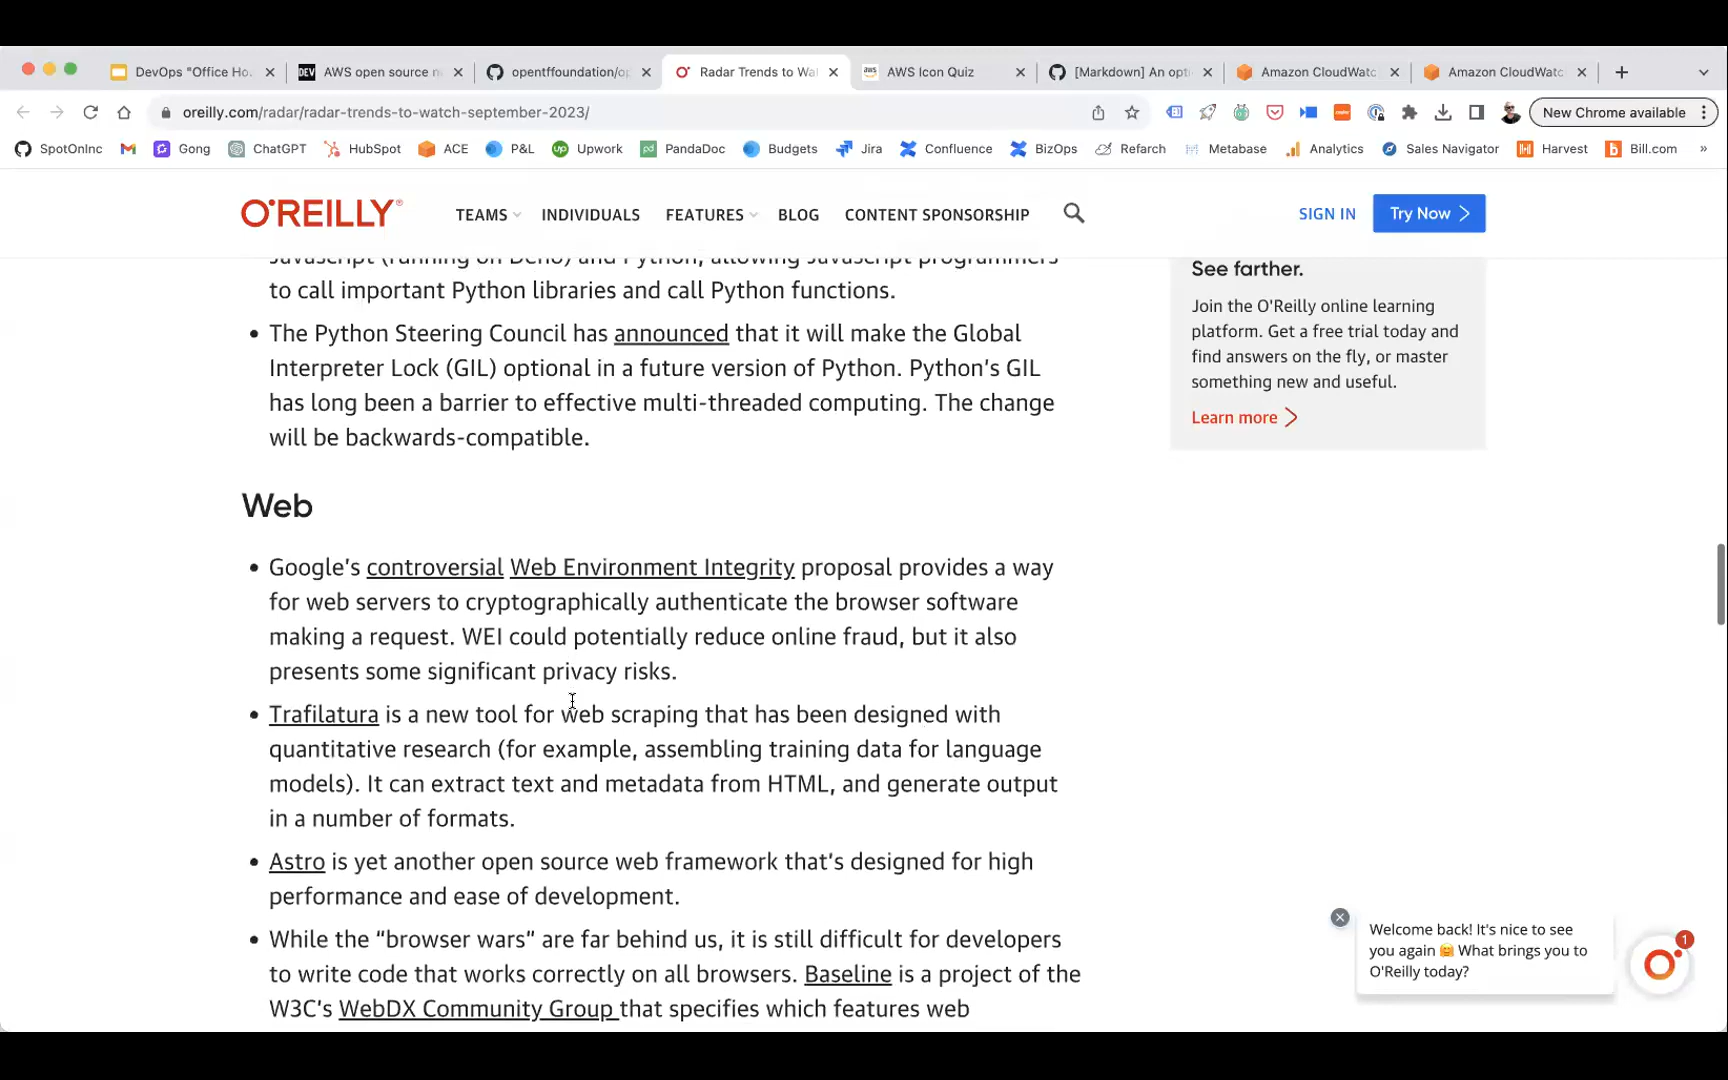 DevOps "Office Ho
AWS open source n
opentffoundation/op
Radar Trends to Wat
AWS Icon Quiz
[Markdown] An opti
Amazon CloudWatc
Amazon CloudWatc
oreilly.com/radar/radar-trends-to-watch-september-2023/
New Chrome available
SpotOnInc
Gong
ChatGPT
HubSpot
ACE
P&L
Upwork
PandaDoc
Budgets
Jira
Confluence
BizOps
Refarch
Metabase
Analytics
Sales Navigator
Harvest
Bill.com
»
O'REILLY®
TEAMS
INDIVIDUALS
FEATURES
BLOG
CONTENT SPONSORSHIP
SIGN IN
Try Now
JavaScript (running on Deno) and Python, allowing JavaScript programmers
to call important Python libraries and call Python functions.
• The Python Steering Council has announced that it will make the Global
Interpreter Lock (GIL) optional in a future version of Python. Python's GIL
has long been a barrier to effective multi-threaded computing. The change
will be backwards-compatible.
Web
• Google's controversial Web Environment Integrity proposal provides a way
for web servers to cryptographically authenticate the browser software
making a request. WEI could potentially reduce online fraud, but it also
presents some significant privacy risks.
• Trafilatura is a new tool for web scraping that has been designed with
quantitative research (for example, assembling training data for language
models). It can extract text and metadata from HTML, and generate output
in a number of formats.
• Astro is yet another open source web framework that's designed for high
performance and ease of development.
• While the “browser wars” are far behind us, it is still difficult for developers
to write code that works correctly on all browsers. Baseline is a project of the
W3C's WebDX Community Group that specifies which features web
See farther.
Join the O'Reilly online learning
platform. Get a free trial today and
find answers on the fly, or master
something new and useful.
Learn more
Welcome back! It's nice to see
you again 🤗 What brings you to
O'Reilly today?
1